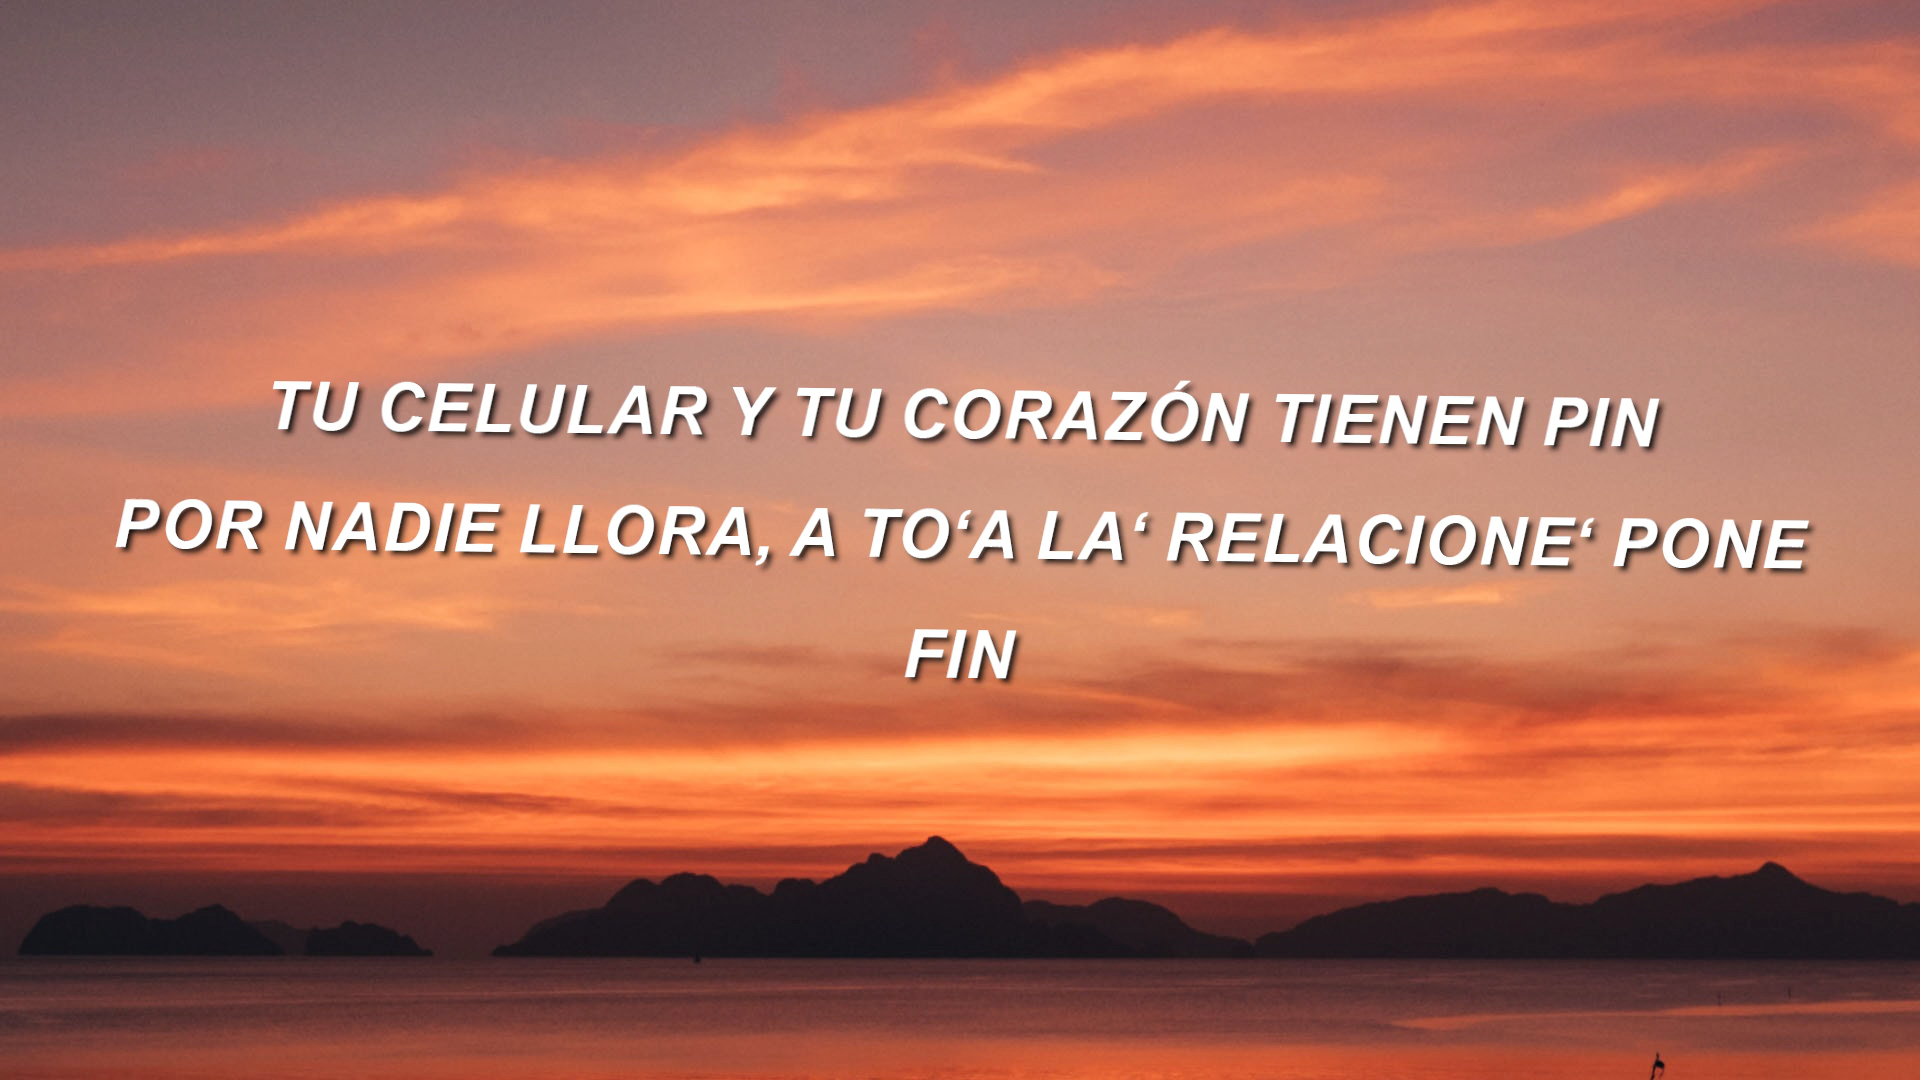 TU CELULAR Y TU CORAZÓN TIENEN PIN
POR NADIE LLORA, A TO‘A LA‘ RELACIONE‘ PONE
FIN